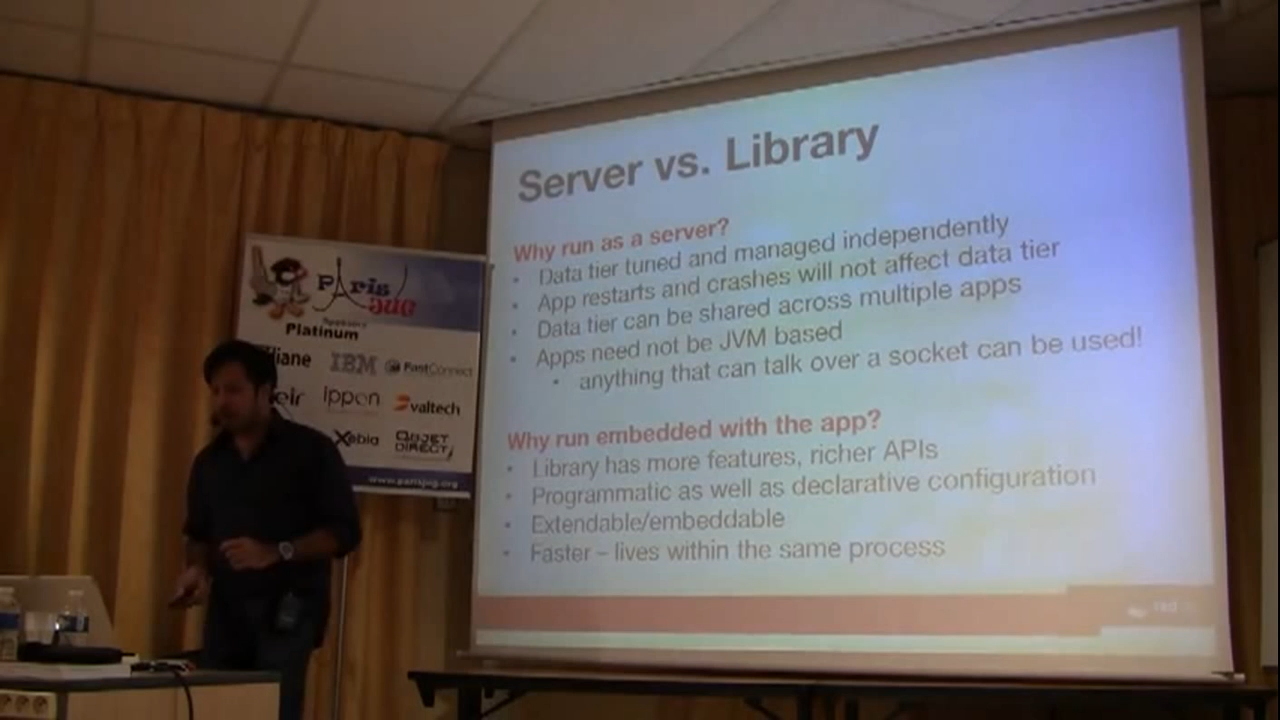 Server vs. Library
Why run as a server?
• Data tier tuned and managed independently
• App restarts and crashes will not affect data tier
• Data tier can be shared across multiple apps
• Apps need not be JVM based
• anything that can talk over a socket can be used!
Why run embedded with the app?
• Library has more features, richer APIs
• Programmatic as well as declarative configuration
• Extendable/embeddable
• Faster – lives within the same process
red
Paris
JUG
Platinum
IBM
FastConnect
ippon
valtech
Xebia
OBJET
DIRECT
www.parisjug.org